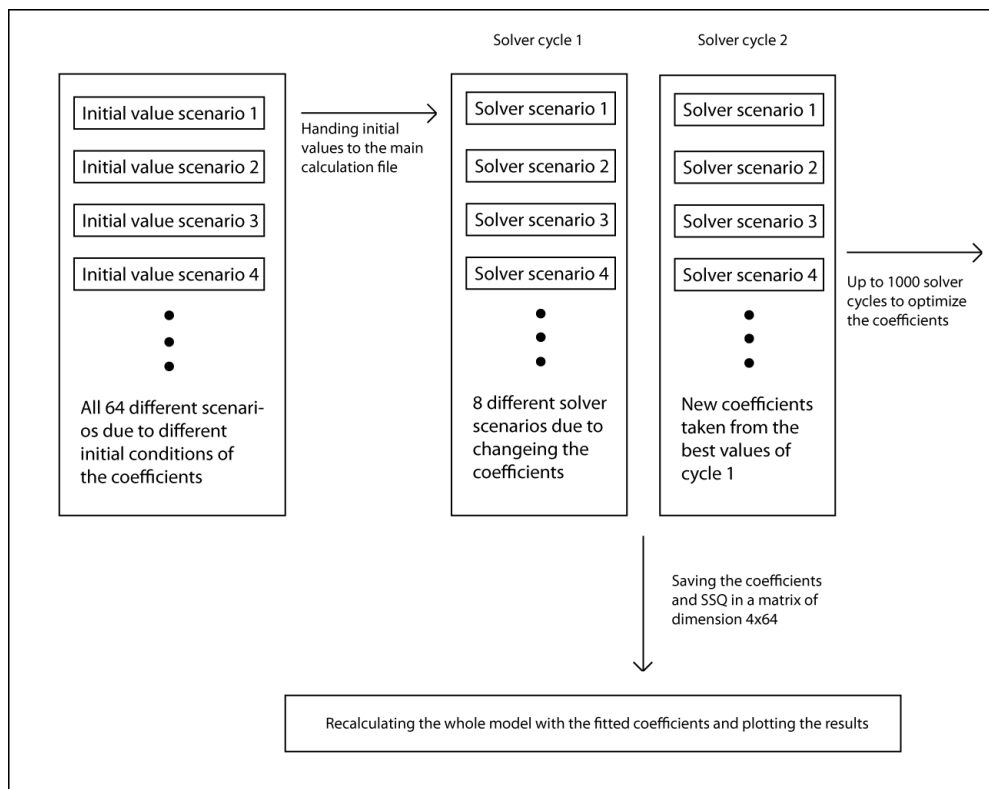 Solver cycle 1
Solver cycle 2
Initial value scenario 1
Initial value scenario 2
Initial value scenario 3
Initial value scenario 4
All 64 different scenari-
os due to different
initial conditions of
the coefficients
Handing initial
values to the main
calculation file
Solver scenario 1
Solver scenario 2
Solver scenario 3
Solver scenario 4
8 different solver
scenarios due to
changeing the
coefficients
Solver scenario 1
Solver scenario 2
Solver scenario 3
Solver scenario 4
New coefficients
taken from the
best values of
cycle 1
Up to 1000 solver
cycles to optimize
the coefficients
Saving the coefficients
and SSQ in a matrix of
dimension 4x64
Recalculating the whole model with the fitted coefficients and plotting the results